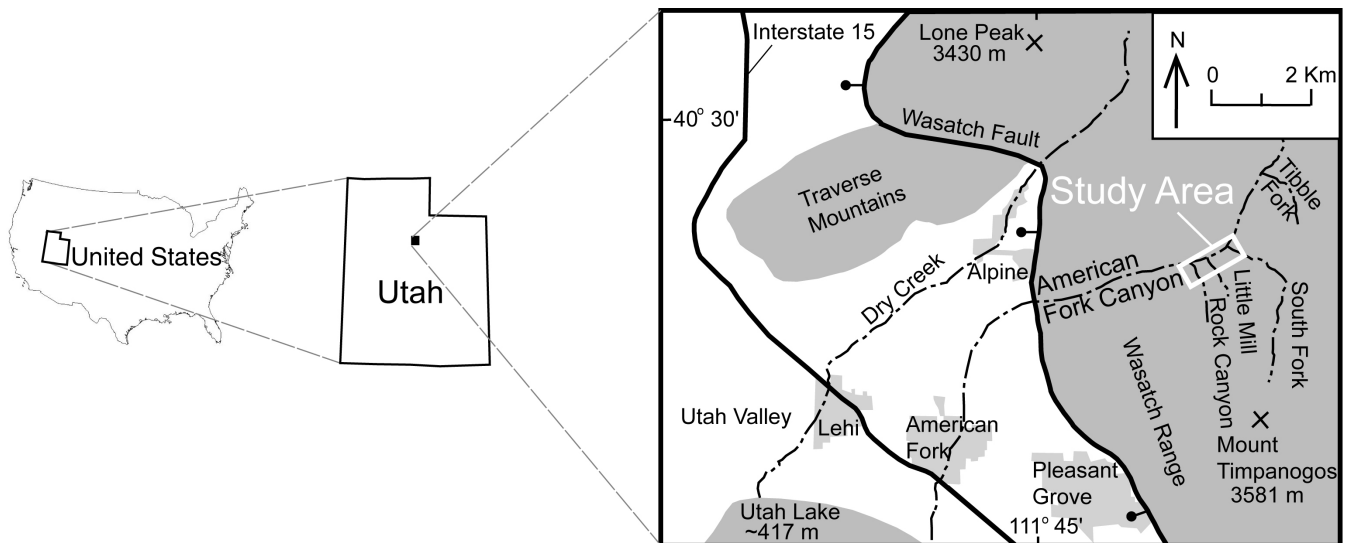 United States
Utah
Interstate 15
Lone Peak
3430 m
N
0 2 Km
40° 30'
Wasatch Fault
Traverse
Mountains
Study Area
Tibble
Fork
Alpine
American
Fork Canyon
Dry Creek
Little Mill
Rock Canyon
South Fork
Wasatch Range
Utah Valley
Lehi
American
Fork
Mount
Timpanogos
3581 m
Pleasant
Grove
Utah Lake
~417 m
111° 45'